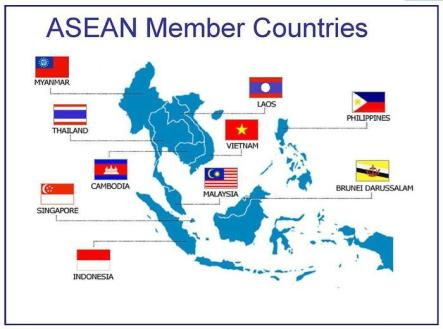 ASEAN Member Countries
MYANMAR
LAOS
PHILIPPINES
THAILAND
VIETNAM
CAMBODIA
MALAYSIA
BRUNEI DARUSSALAM
SINGAPORE
INDONESIA